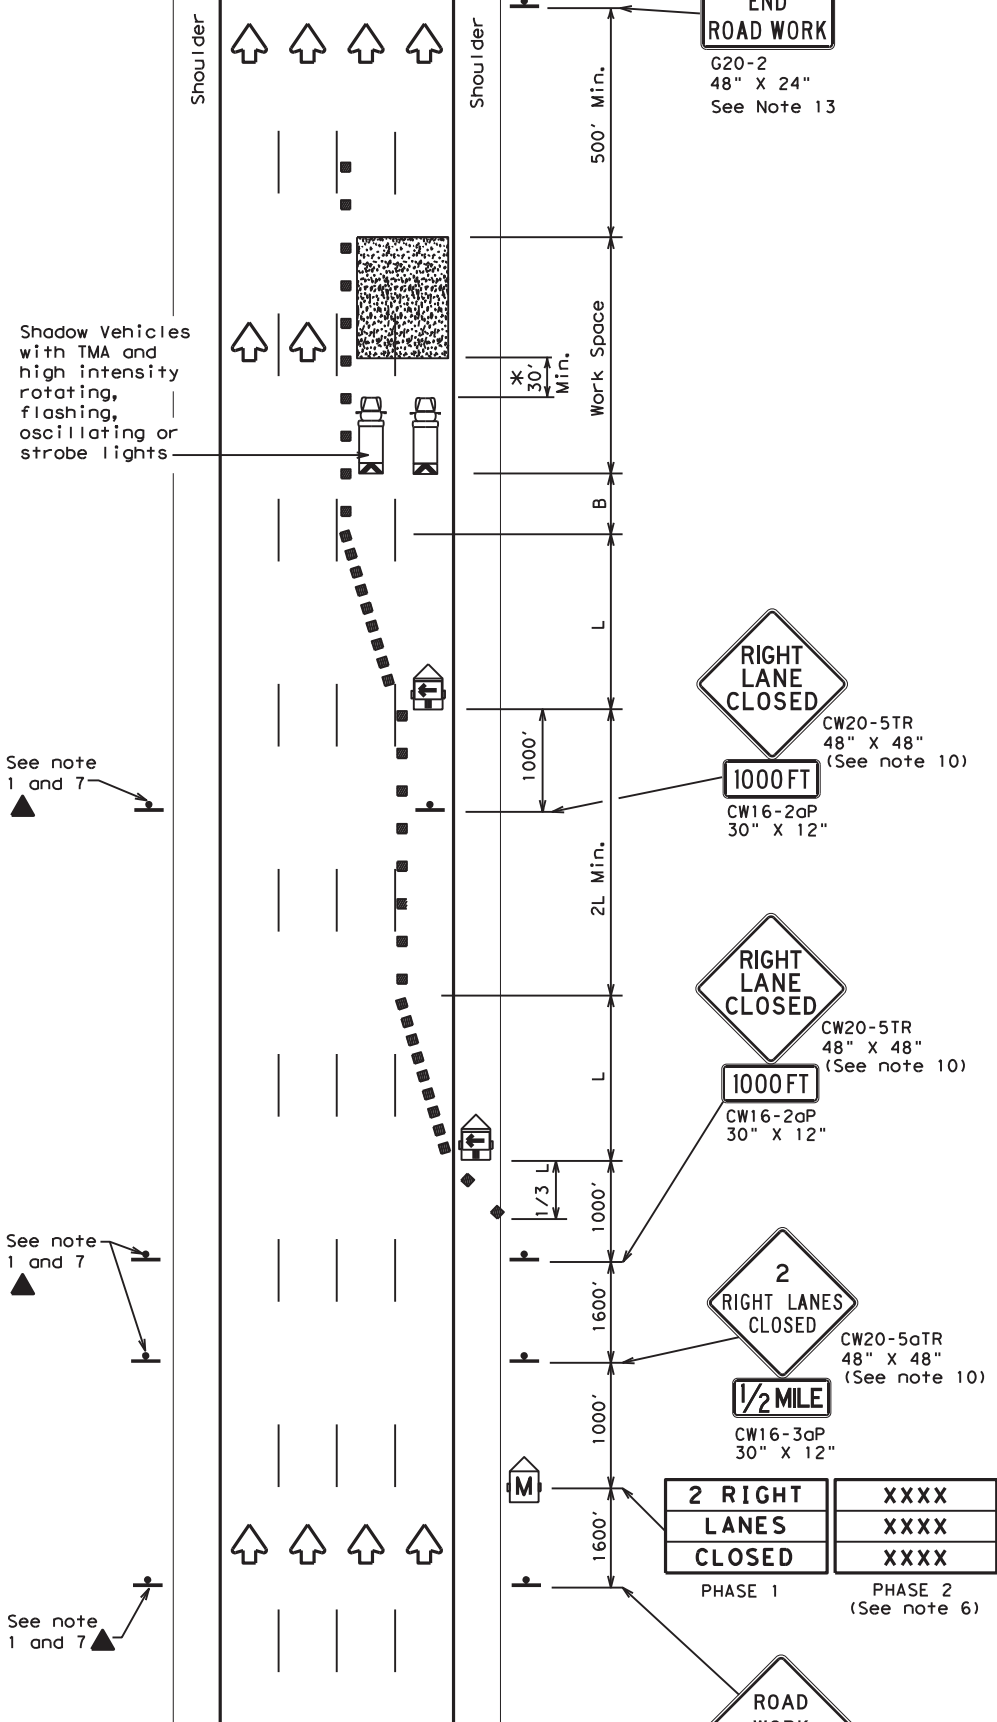 END
ROAD WORK
G20-2
48" X 24"
See Note 13
Shoulder
Shoulder
500' Min.
Shadow Vehicles
with TMA and
high intensity
rotating,
flashing,
oscillating or
strobe lights
* 30'
Min.
Work Space
B
L
RIGHT
LANE
CLOSED
CW20-5TR
48" X 48"
(See note 10)
1000 FT
CW16-2aP
30" X 12"
1000'
See note
1 and 7
2L Min.
RIGHT
LANE
CLOSED
CW20-5TR
48" X 48"
(See note 10)
1000 FT
CW16-2aP
30" X 12"
L
1/3 L
1000'
See note
1 and 7
1600'
2
RIGHT LANES
CLOSED
CW20-5aTR
48" X 48"
(See note 10)
1/2 MILE
CW16-3aP
30" X 12"
1000'
M
2 RIGHT
LANES
CLOSED
PHASE 1
XXXX
XXXX
XXXX
PHASE 2
(See note 6)
1600'
See note
1 and 7
ROAD
WORK